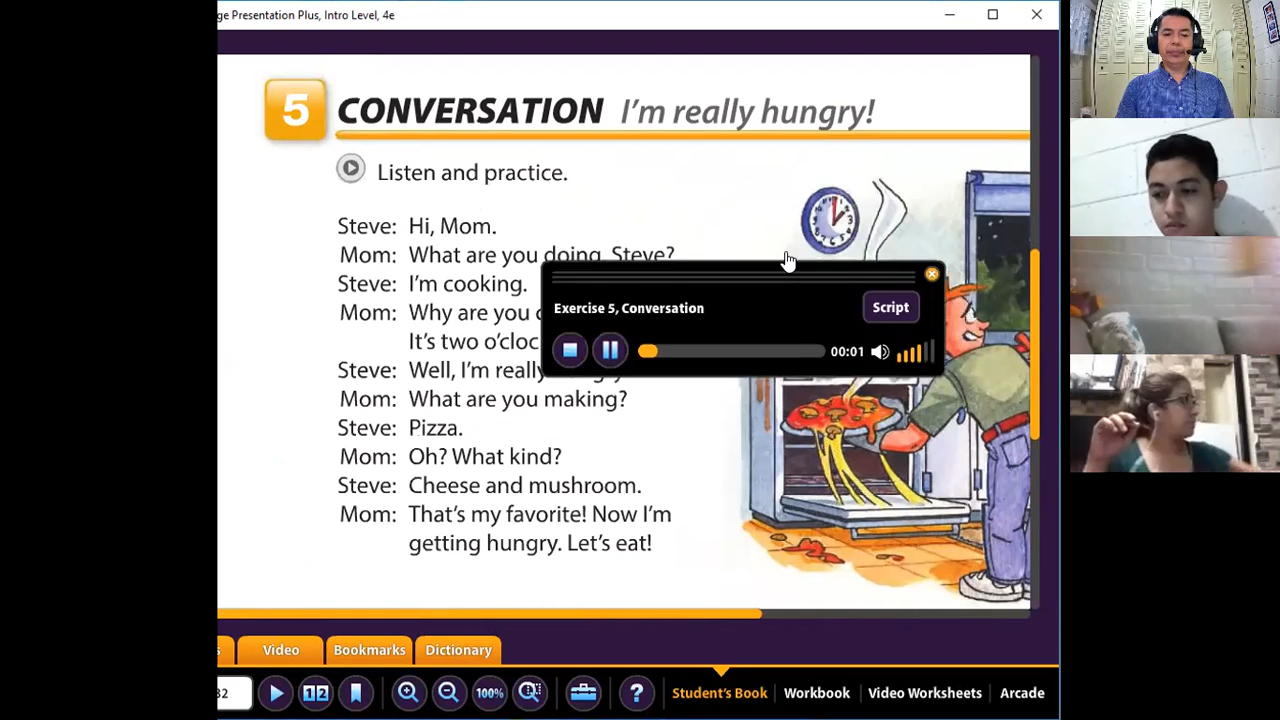 ge Presentation Plus, Intro Level, 4e
5 CONVERSATION I'm really hungry!
Listen and practice.
Steve: Hi, Mom.
Mom: What are you doing, Steve?
Steve: I'm cooking.
Mom: Why are you
It's two o'cloc
Steve: Well, I'm really
Mom: What are you making?
Steve: Pizza.
Mom: Oh? What kind?
Steve: Cheese and mushroom.
Mom: That's my favorite! Now I'm
getting hungry. Let's eat!
Exercise 5, Conversation
Script
00:01
Video Bookmarks Dictionary
32 1 2 100% ? Student's Book Workbook Video Worksheets Arcade